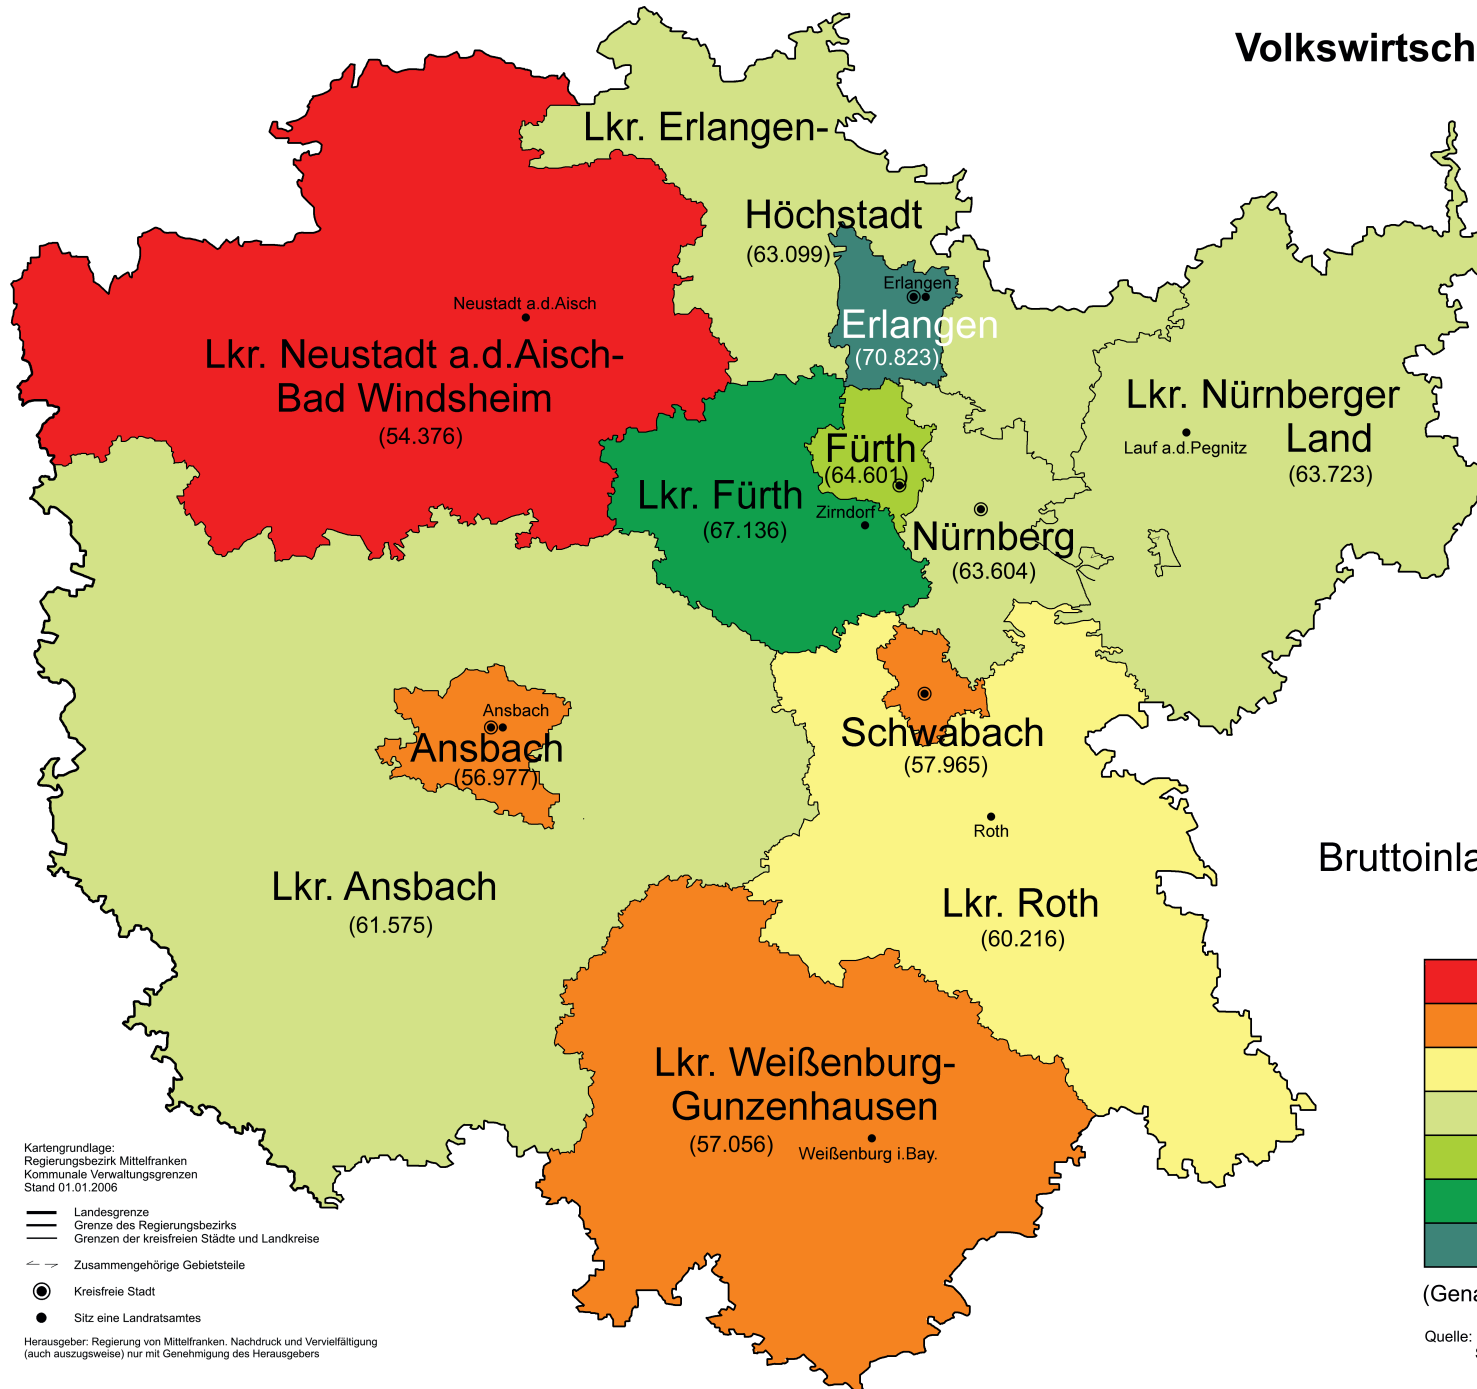 Volkswirtsch
Lkr. Erlangen-
Höchstadt
(63.099)
Erlangen
Erlangen
(70.823)
Neustadt a.d.Aisch
Lkr. Neustadt a.d.Aisch-
Bad Windsheim
(54.376)
Lkr. Nürnberger
Land
Lauf a.d.Pegnitz
(63.723)
Fürth
(64.601)
Lkr. Fürth
(67.136)
Zirndorf
Nürnberg
(63.604)
Ansbach
Ansbach
(56.977)
Schwabach
(57.965)
Roth
Lkr. Ansbach
(61.575)
Lkr. Roth
(60.216)
Bruttoinla
Lkr. Weißenburg-
Gunzenhausen
(57.056)
Weißenburg i.Bay.
Kartengrundlage:
Regierungsbezirk Mittelfranken
Kommunale Verwaltungsgrenzen
Stand 01.01.2006
Landesgrenze
Grenze des Regierungsbezirks
Grenzen der kreisfreien Städte und Landkreise
Zusammengehörige Gebietsteile
Kreisfreie Stadt
Sitz eine Landratsamtes
Herausgeber: Regierung von Mittelfranken. Nachdruck und Vervielfältigung
(auch auszugsweise) nur mit Genehmigung des Herausgebers
(Gena
Quelle: